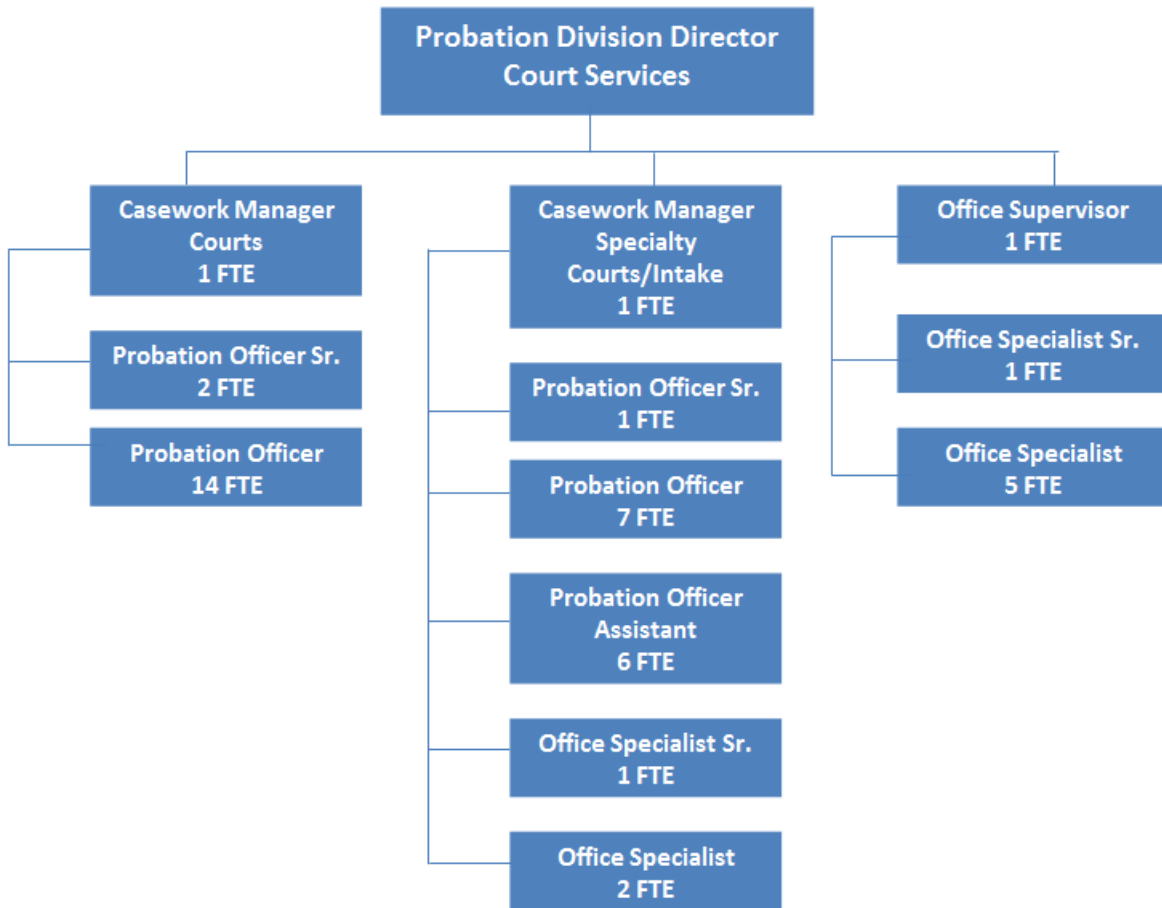 Probation Division Director
Court Services
Casework Manager
Courts
1 FTE
Probation Officer Sr.
2 FTE
Probation Officer
14 FTE
Casework Manager
Specialty
Courts/Intake
1 FTE
Probation Officer Sr.
1 FTE
Probation Officer
7 FTE
Probation Officer
Assistant
6 FTE
Office Specialist Sr.
1 FTE
Office Specialist
2 FTE
Office Supervisor
1 FTE
Office Specialist Sr.
1 FTE
Office Specialist
5 FTE